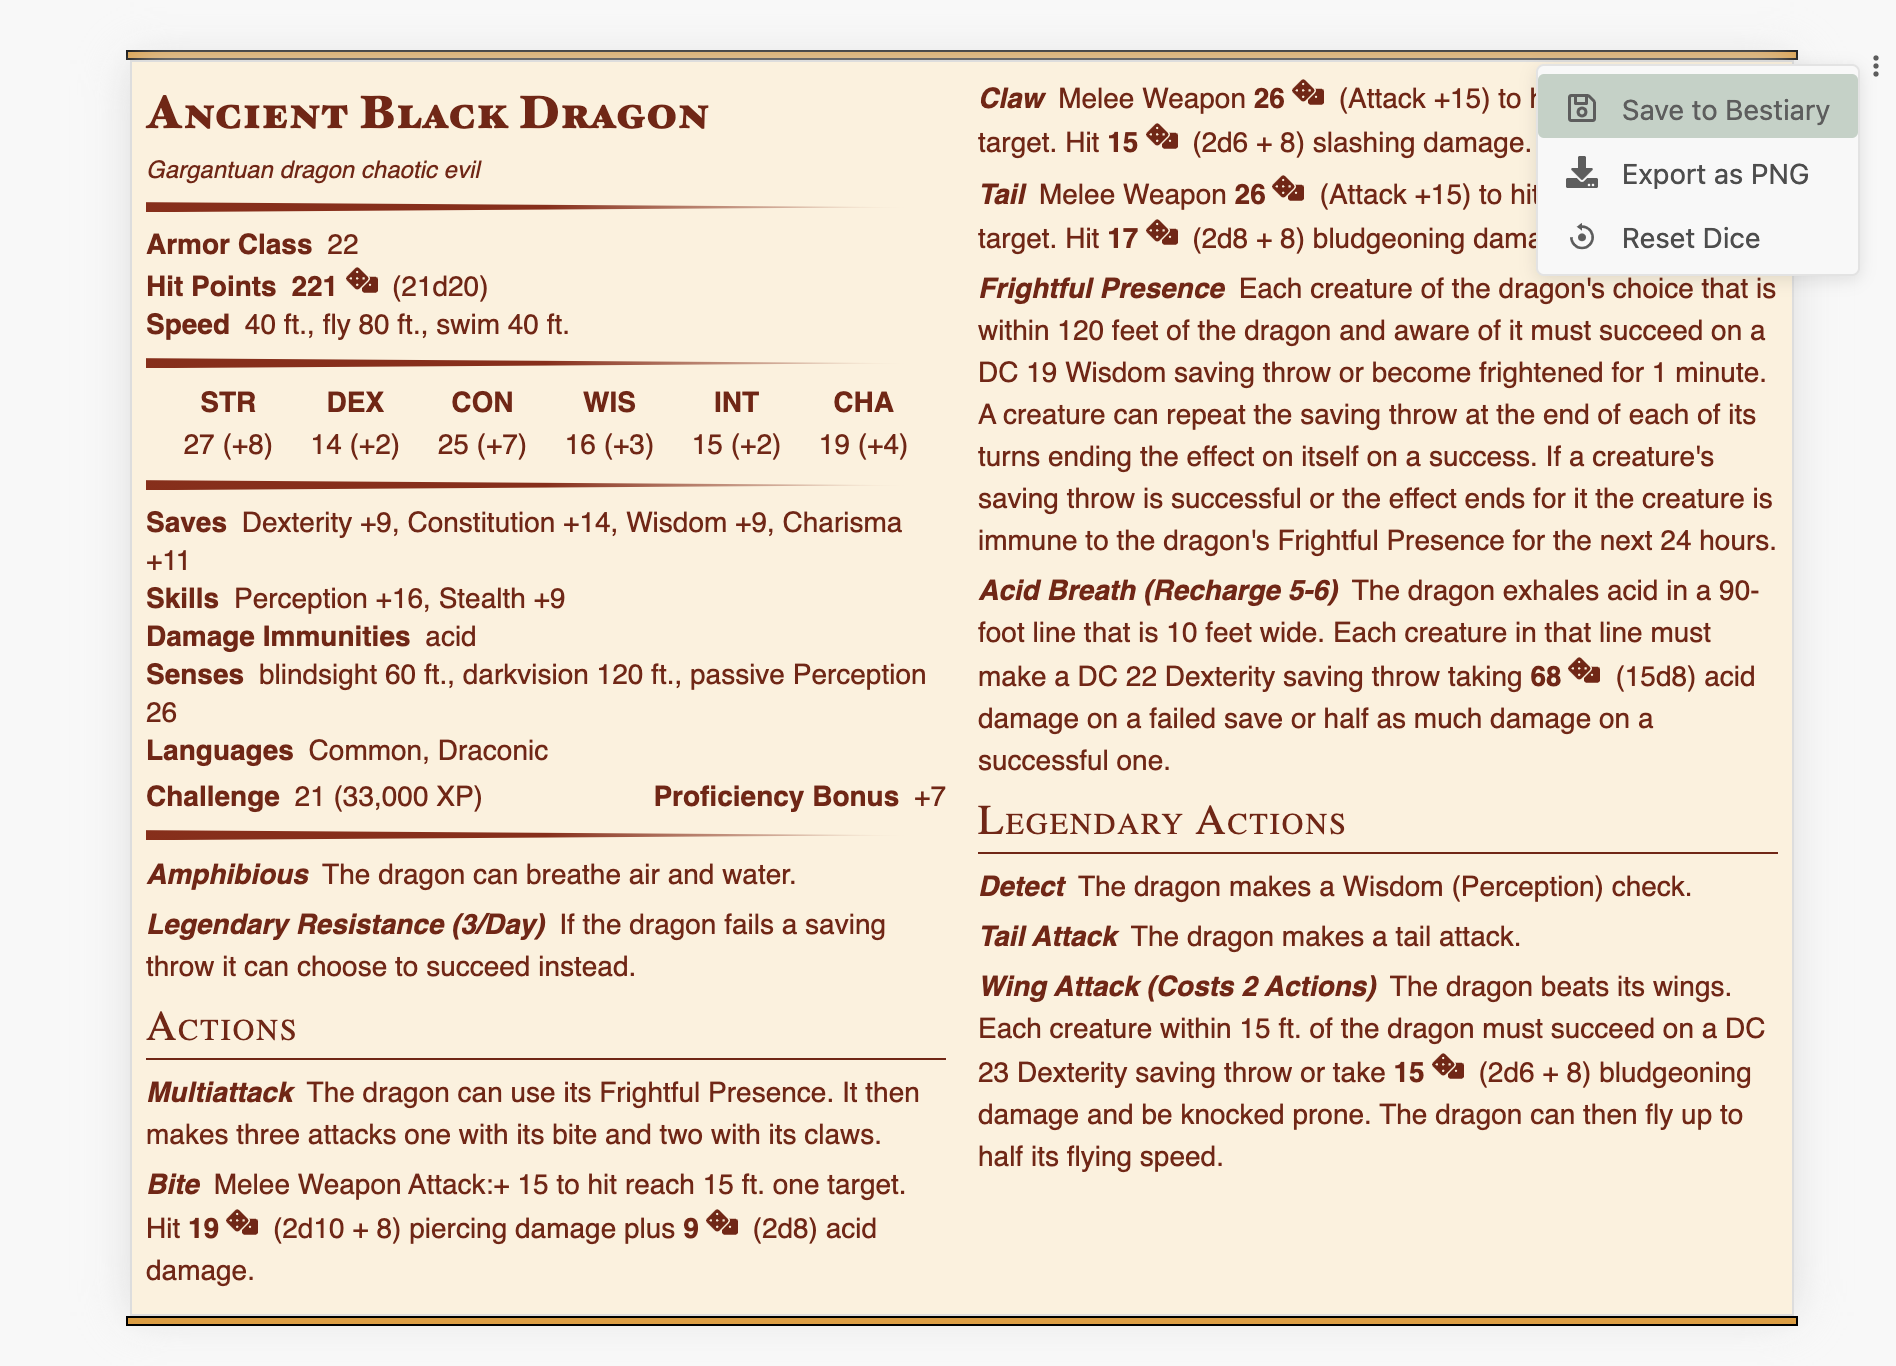 Ancient Black Dragon
Gargantuan dragon chaotic evil
Armor Class 22
Hit Points 221 (21d20)
Speed 40 ft., fly 80 ft., swim 40 ft.
STR DEX CON WIS INT CHA
27 (+8) 14 (+2) 25 (+7) 16 (+3) 15 (+2) 19 (+4)
Saves Dexterity +9, Constitution +14, Wisdom +9, Charisma
+11
Skills Perception +16, Stealth +9
Damage Immunities acid
Senses blindsight 60 ft., darkvision 120 ft., passive Perception
26
Languages Common, Draconic
Challenge 21 (33,000 XP) Proficiency Bonus +7
Amphibious The dragon can breathe air and water.
Legendary Resistance (3/Day) If the dragon fails a saving
throw it can choose to succeed instead.
Actions
Multiattack The dragon can use its Frightful Presence. It then
makes three attacks one with its bite and two with its claws.
Bite Melee Weapon Attack:+ 15 to hit reach 15 ft. one target.
Hit 19 (2d10 + 8) piercing damage plus 9 (2d8) acid
damage.
Claw Melee Weapon 26 (Attack +15) to
target. Hit 15 (2d6 + 8) slashing damage.
Tail Melee Weapon 26 (Attack +15) to hit
target. Hit 17 (2d8 + 8) bludgeoning
Frightful Presence Each creature of the dragon's choice that is
within 120 feet of the dragon and aware of it must succeed on a
DC 19 Wisdom saving throw or become frightened for 1 minute.
A creature can repeat the saving throw at the end of each of its
turns ending the effect on itself on a success. If a creature's
saving throw is successful or the effect ends for it the creature is
immune to the dragon's Frightful Presence for the next 24 hours.
Acid Breath (Recharge 5-6) The dragon exhales acid in a 90-
foot line that is 10 feet wide. Each creature in that line must
make a DC 22 Dexterity saving throw taking 68 (15d8) acid
damage on a failed save or half as much damage on a
successful one.
Legendary Actions
Detect The dragon makes a Wisdom (Perception) check.
Tail Attack The dragon makes a tail attack.
Wing Attack (Costs 2 Actions) The dragon beats its wings.
Each creature within 15 ft. of the dragon must succeed on a DC
23 Dexterity saving throw or take 15 (2d6 + 8) bludgeoning
damage and be knocked prone. The dragon can then fly up to
half its flying speed.
Save to Bestiary
Export as PNG
Reset Dice